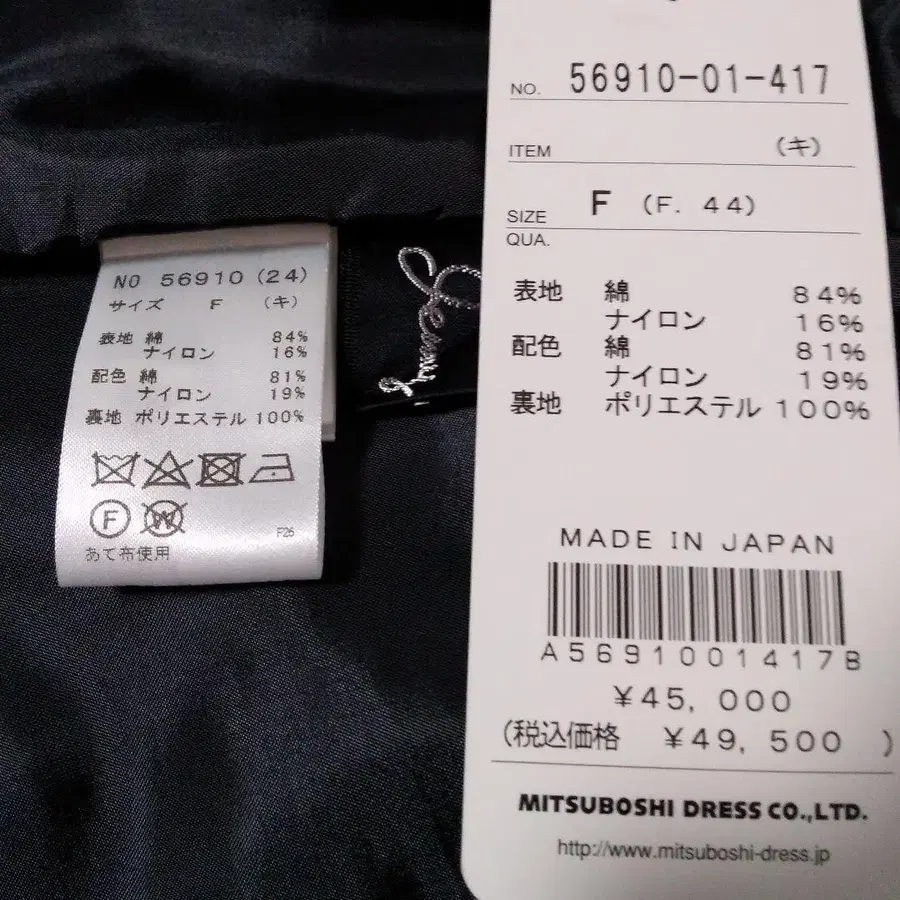 NO 56910 (24)
サイズ F (キ)
表地 綿 84%
ナイロン 16%
配色 綿 81%
ナイロン 19%
裏地 ポリエステル 100%
F W
F26
あて布使用
Jenny
NO. 56910-01-417
ITEM (キ)
SIZE F (F. 44)
QUA.
表地 綿 84%
ナイロン 16%
配色 綿 81%
ナイロン 19%
裏地 ポリエステル 100%
MADE IN JAPAN
A5691001417B
¥45, 000
(税込価格 ¥49, 500 )
MITSUBOSHI DRESS CO.,LTD.
http://www.mitsuboshi-dress.jp